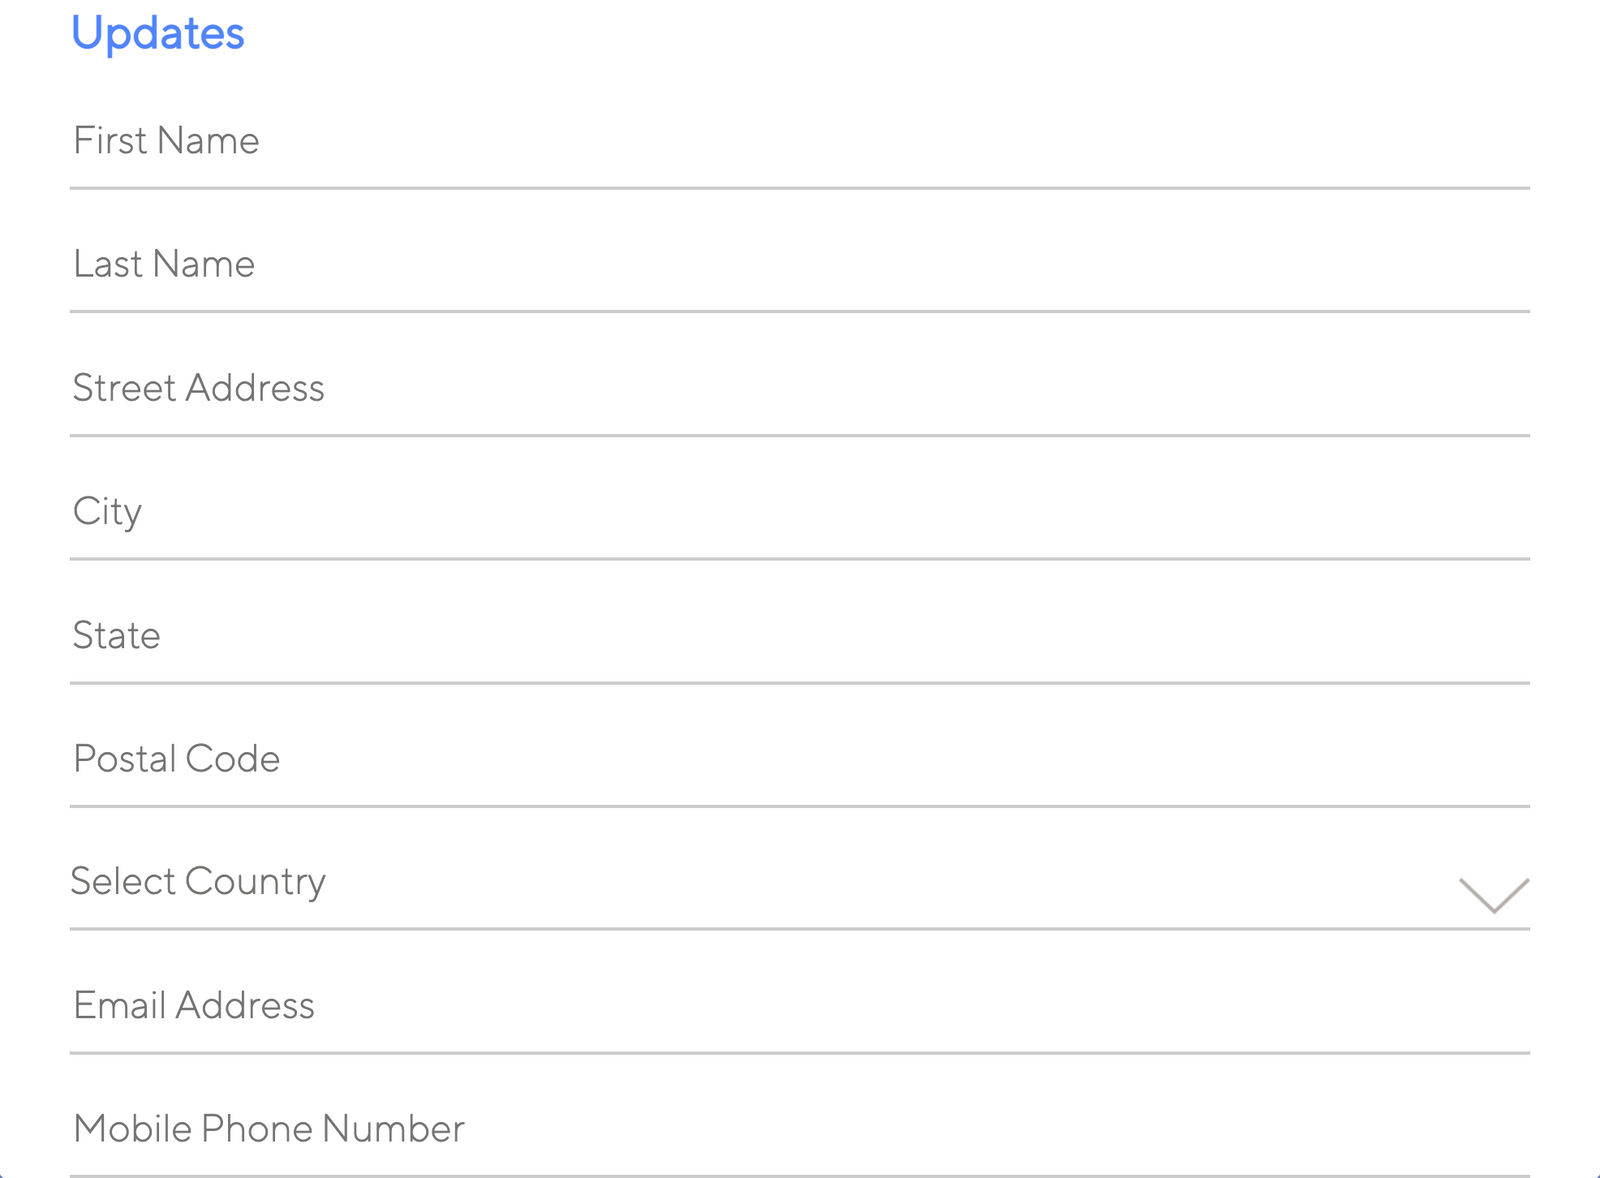 Updates
First Name
Last Name
Street Address
City
State
Postal Code
Select Country
Email Address
Mobile Phone Number